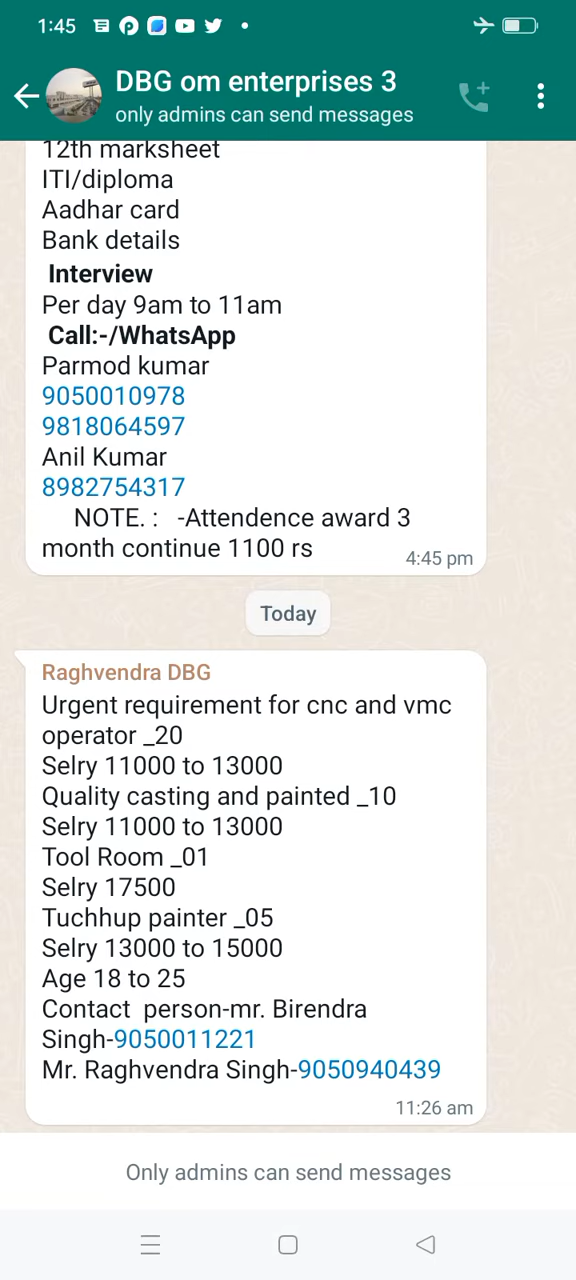 1:45
DBG om enterprises 3
only admins can send messages
12th marksheet
ITI/diploma
Aadhar card
Bank details
Interview
Per day 9am to 11am
Call:-/WhatsApp
Parmod kumar
9050010978
9818064597
Anil Kumar
8982754317
NOTE. :   -Attendence award 3
month continue 1100 rs
4:45 pm
Today
Raghvendra DBG
Urgent requirement for cnc and vmc
operator _20
Selry 11000 to 13000
Quality casting and painted _10
Selry 11000 to 13000
Tool Room _01
Selry 17500
Tuchhup painter _05
Selry 13000 to 15000
Age 18 to 25
Contact  person-mr. Birendra
Singh-9050011221
Mr. Raghvendra Singh-9050940439
11:26 am
Only admins can send messages